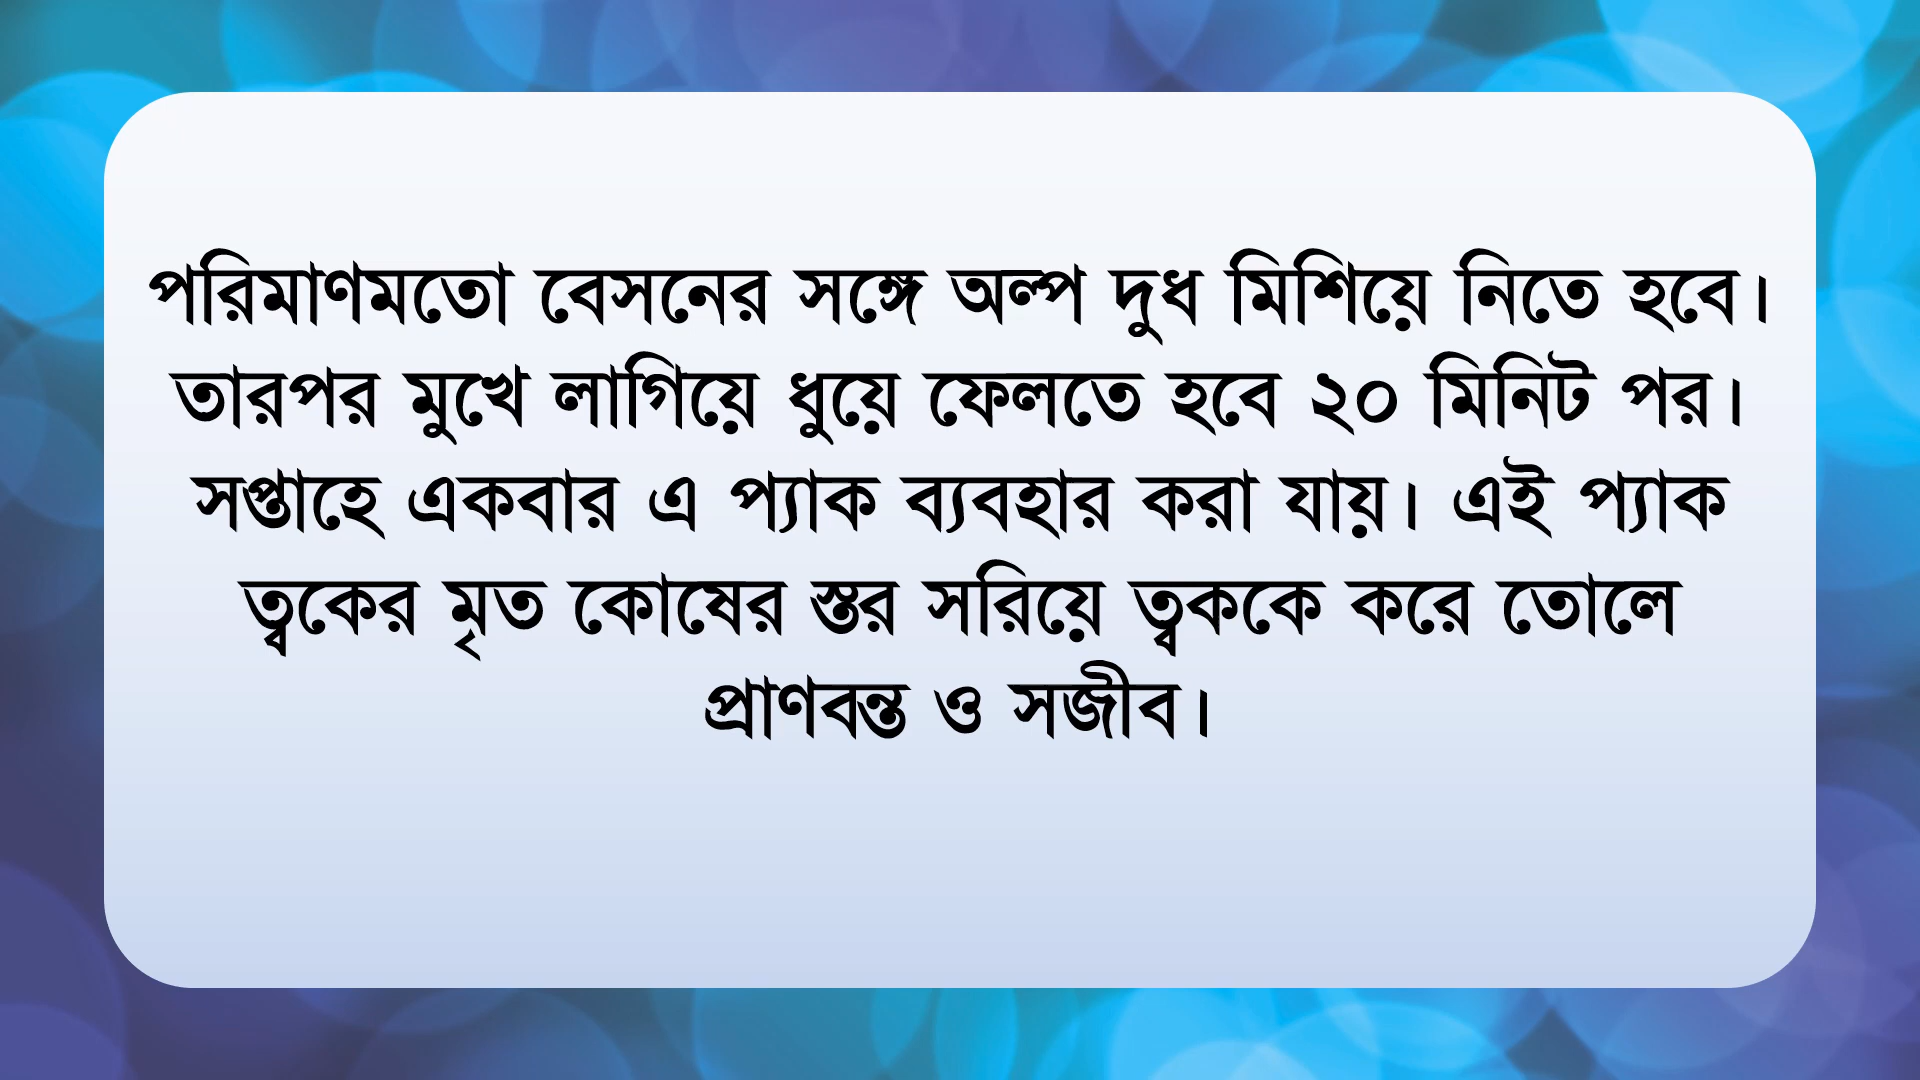 পরিমাণমতো বেসনের সঙ্গে অল্প দুধ মিশিয়ে নিতে হবে।
তারপর মুখে লাগিয়ে ধুয়ে ফেলতে হবে ২০ মিনিট পর।
সপ্তাহে একবার এ প্যাক ব্যবহার করা যায়। এই প্যাক
ত্বকের মৃত কোষের স্তর সরিয়ে ত্বককে করে তোলে
প্রাণবন্ত ও সজীব।